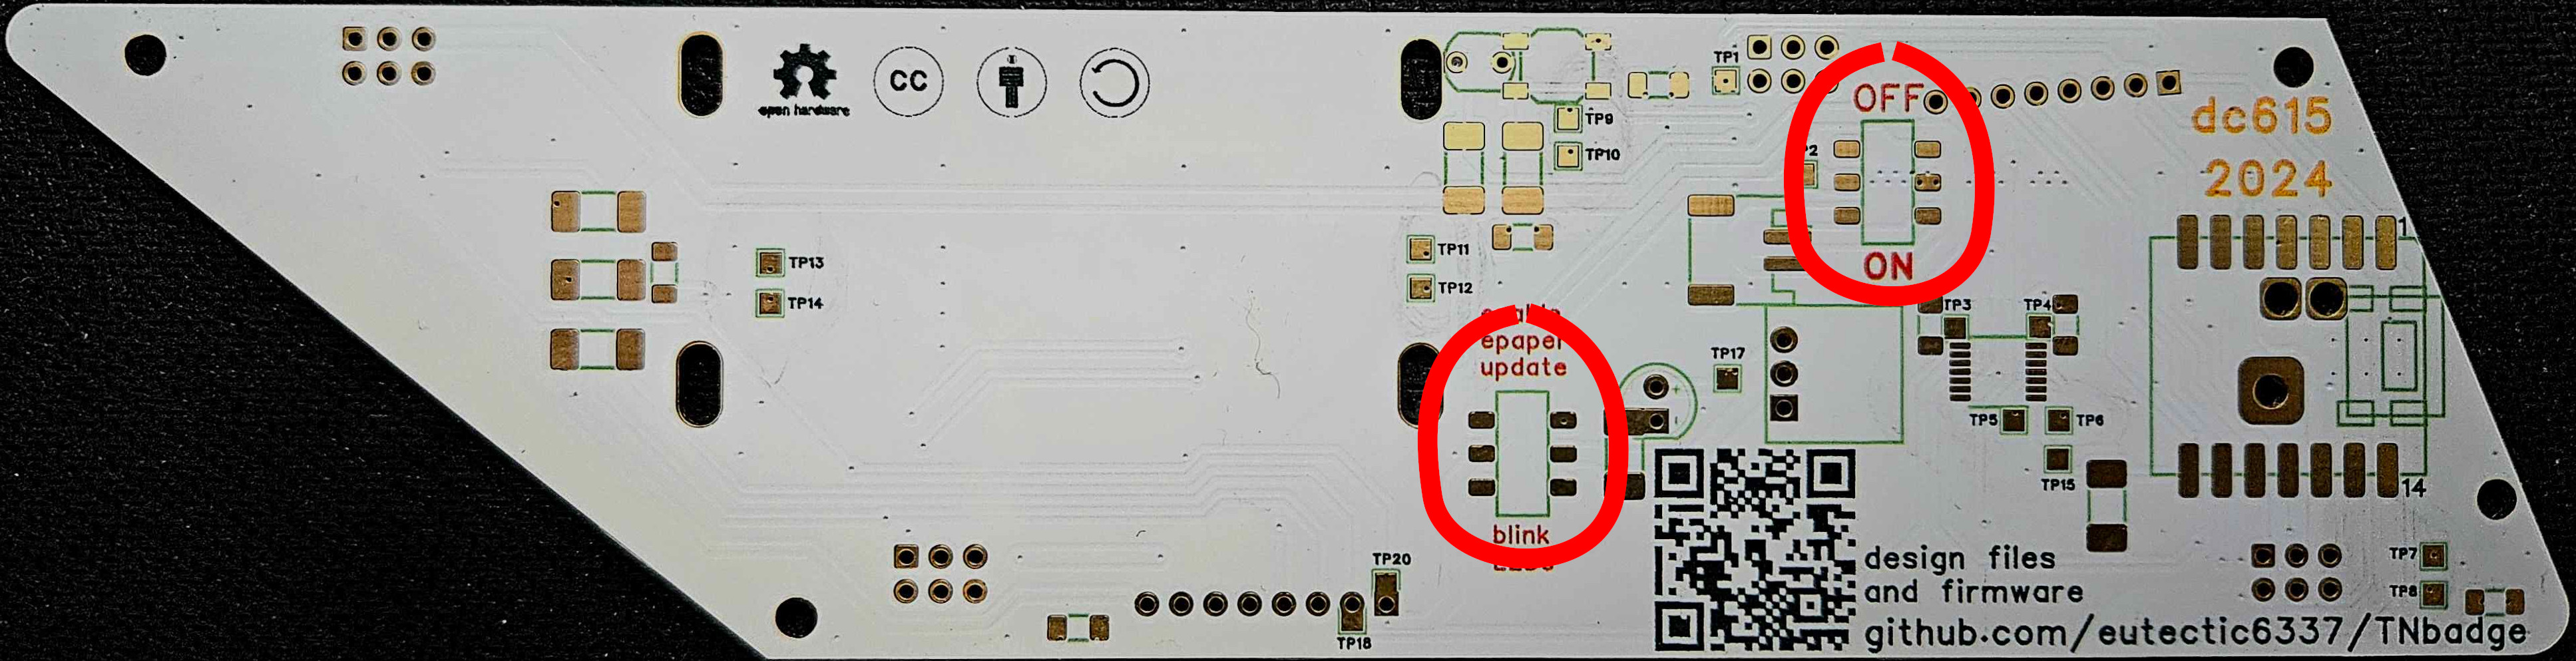 open hardware
CC
TP1
OFF
TP9
TP10
dc615
2024
ON
TP11
TP12
TP13
TP14
1
TP3
TP4
epaper
update
TP17
TP5
TP6
TP15
14
blink
TP20
TP18
design files
and firmware
github.com/eutectic6337/TNbadge
TP7
TP8